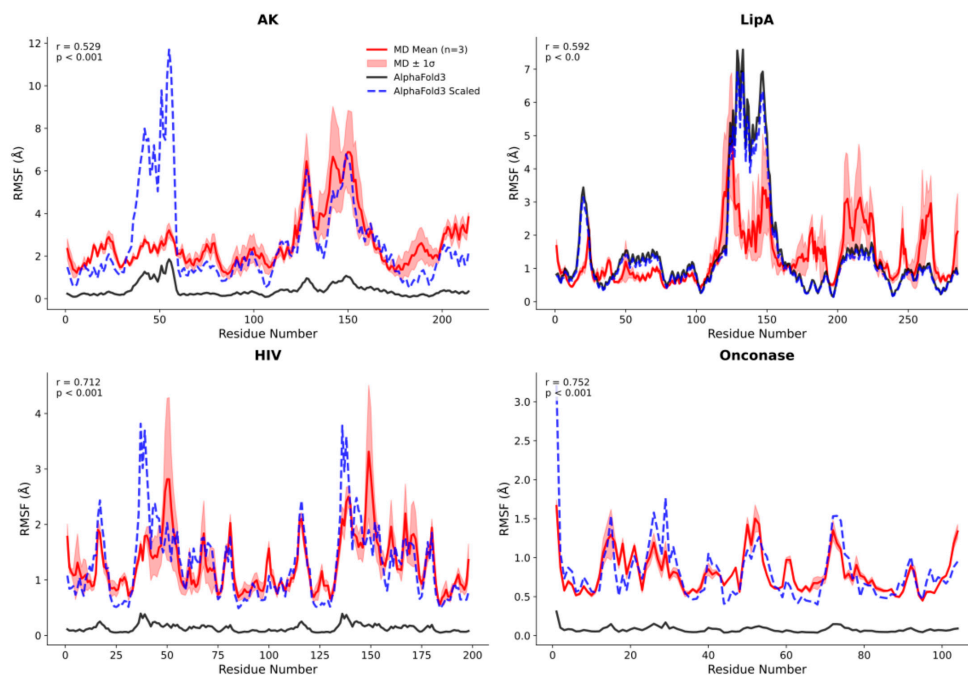 AK
r = 0.529
p < 0.001
MD Mean (n=3)
MD ± 1σ
AlphaFold3
AlphaFold3 Scaled
12
10
8
6
4
2
0
RMSF (Å)
0
50
100
150
200
Residue Number
LipA
r = 0.592
p < 0.0
7
6
5
4
3
2
1
0
RMSF (Å)
0
50
100
150
200
250
Residue Number
HIV
r = 0.712
p < 0.001
4
3
2
1
0
RMSF (Å)
0
25
50
75
100
125
150
175
200
Residue Number
Onconase
r = 0.752
p < 0.001
3.0
2.5
2.0
1.5
1.0
0.5
0.0
RMSF (Å)
0
20
40
60
80
100
Residue Number